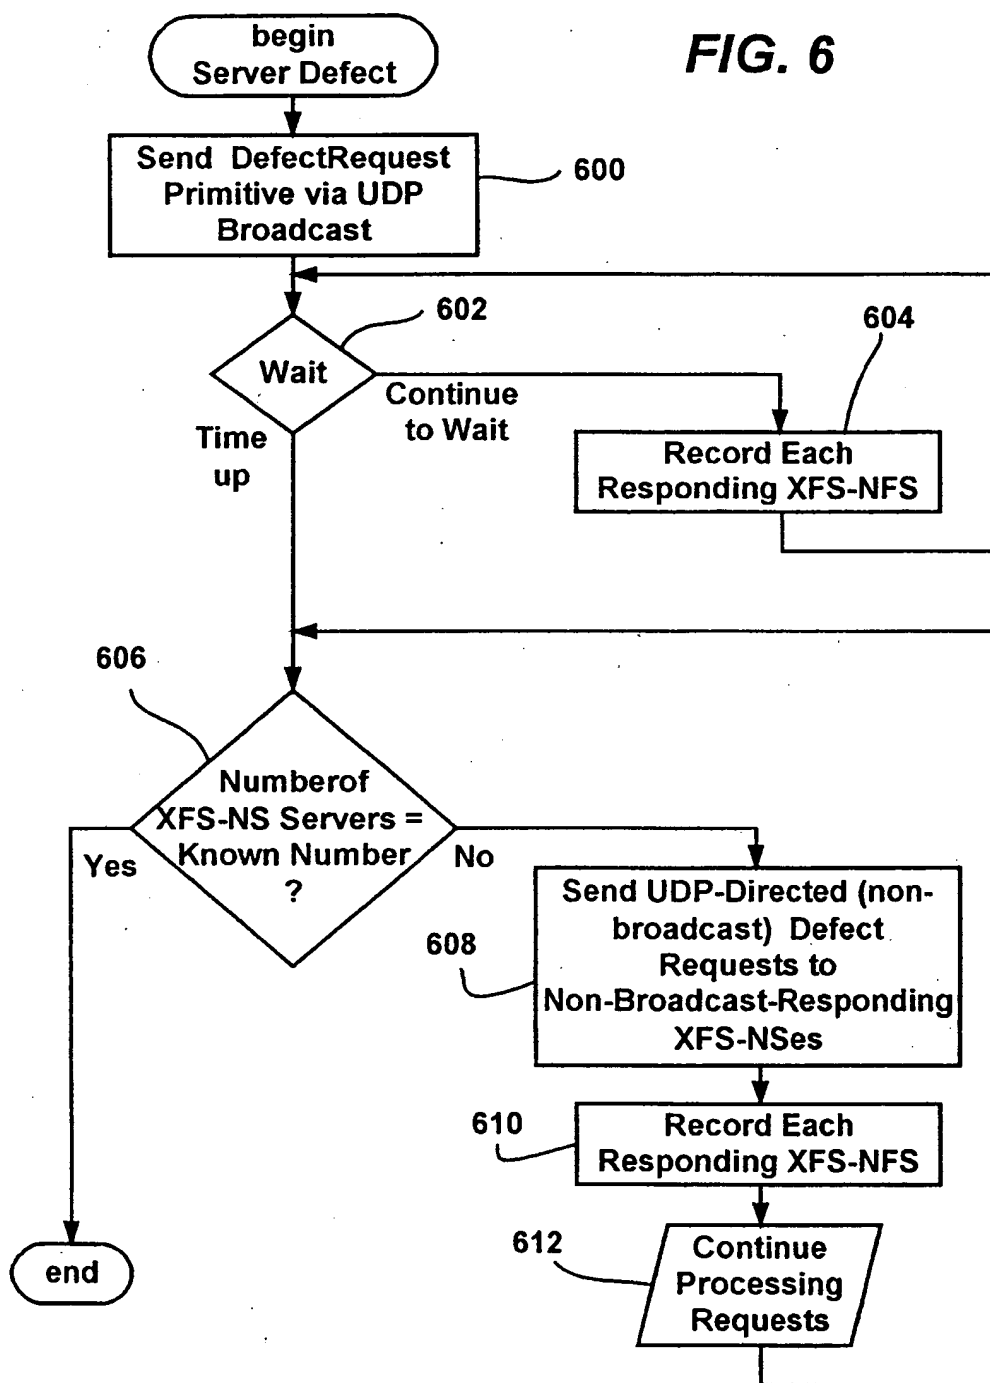 begin
Server Defect
FIG. 6
Send DefectRequest
Primitive via UDP
Broadcast
600
602
Wait
Continue
to Wait
Time
up
604
Record Each
Responding XFS-NFS
606
Numberof
XFS-NS Servers =
Known Number
?
Yes
No
608
Send UDP-Directed (non-
broadcast) Defect
Requests to
Non-Broadcast-Responding
XFS-NSes
610
Record Each
Responding XFS-NFS
612
Continue
Processing
Requests
end